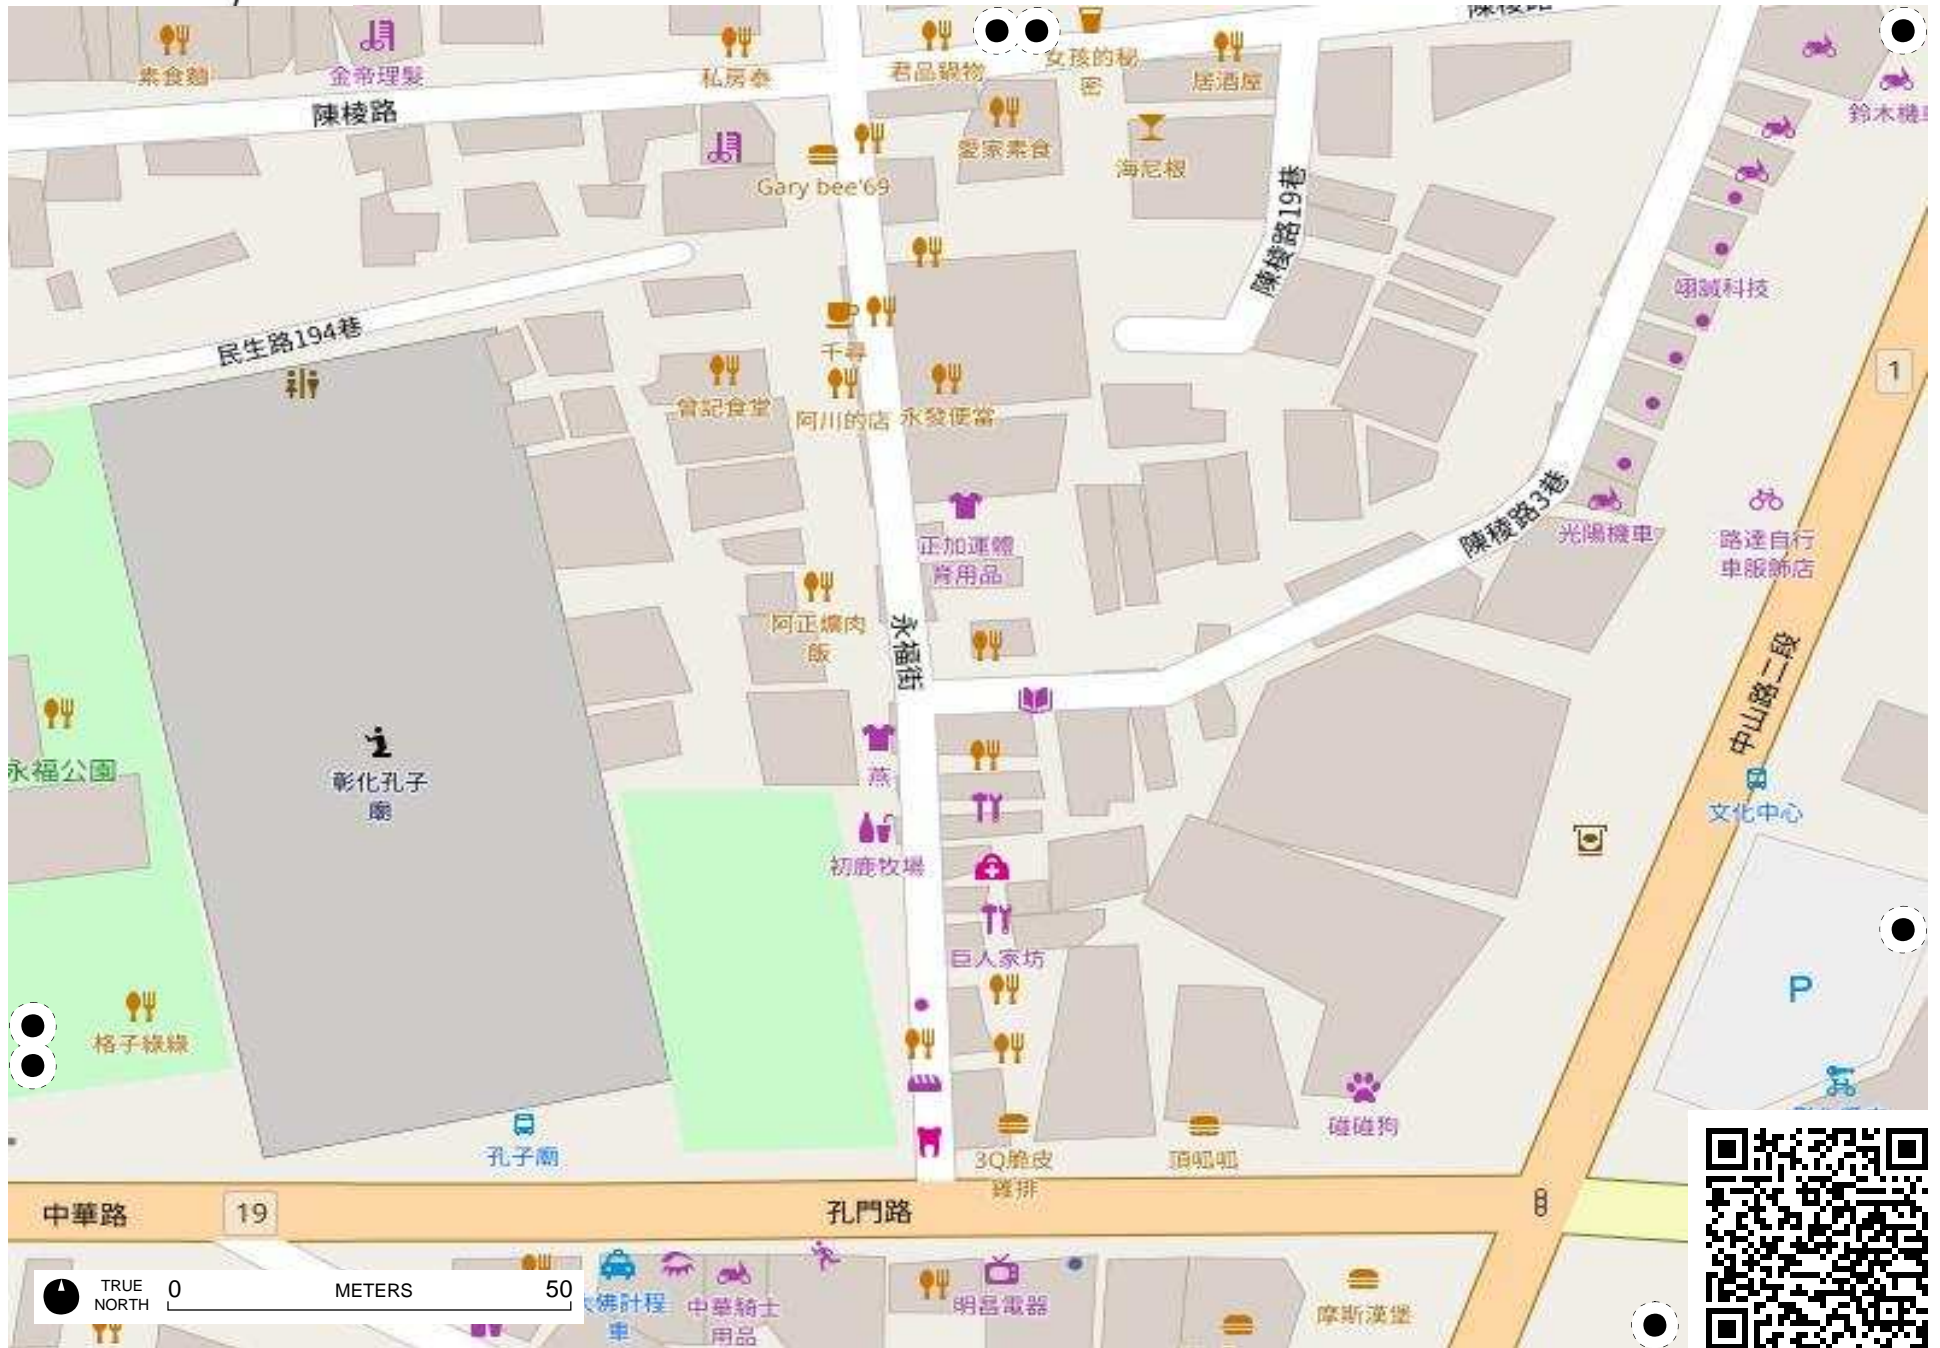 陳稜路
素食麵
金帝理髮
私房泰
君品鍋物
女孩的秘
密
居酒屋
鈴木機車
陳稜路
Gary bee'69
愛家素食
海尼根
陳稜路19巷
翊誠科技
民生路194巷
千尋
曾記食堂
阿川的店
永發便當
1
陳稜路3巷
正加運體
育用品
光陽機車
路達自行
車服飾店
阿正爌肉
飯
永福街
中山路二段
永福公園
彰化孔子
廟
燕
文化中心
初鹿牧場
巨人家坊
P
格子綠綠
碰碰狗
孔子廟
3Q脆皮
雞排
頂呱呱
中華路
19
孔門路
TRUE
NORTH
0
METERS
50
大佛計程
車
中華騎士
用品
明昌電器
摩斯漢堡